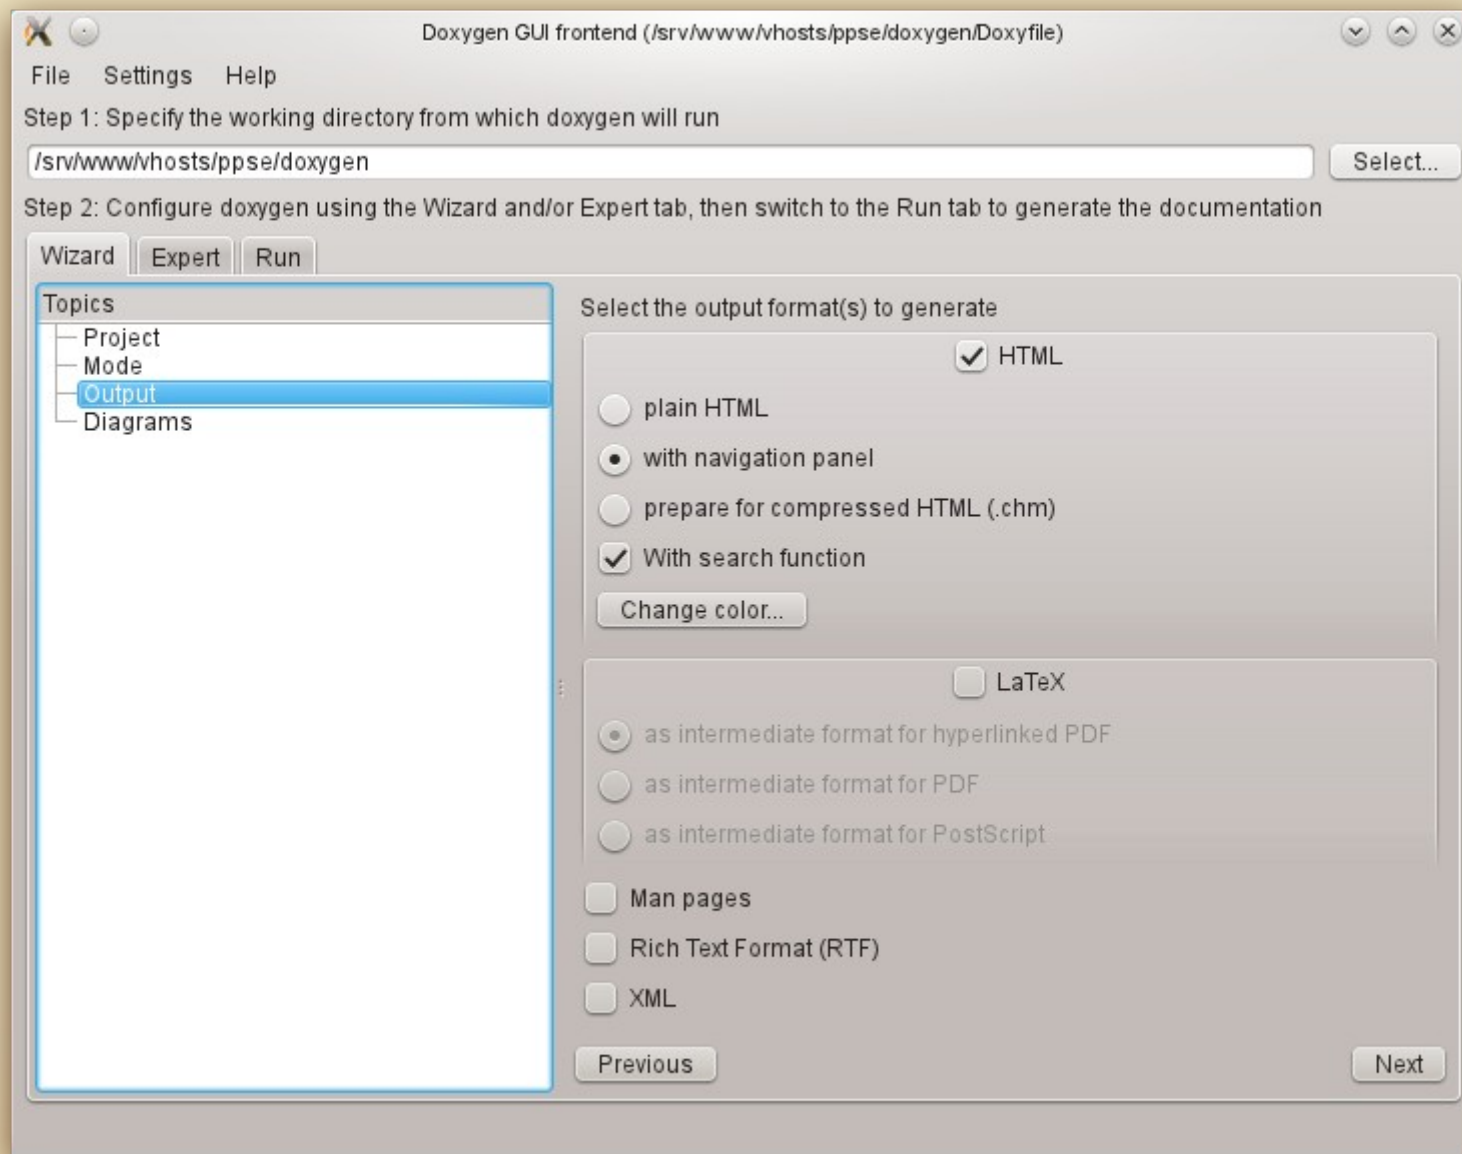 Doxygen GUI frontend (/srv/www/vhosts/ppse/doxygen/Doxyfile)
File Settings Help
Step 1: Specify the working directory from which doxygen will run
/srv/www/vhosts/ppse/doxygen Select...
Step 2: Configure doxygen using the Wizard and/or Expert tab, then switch to the Run tab to generate the documentation
Wizard Expert Run
Topics
Project
Mode
Output
Diagrams
Select the output format(s) to generate
HTML
plain HTML
with navigation panel
prepare for compressed HTML (.chm)
With search function
Change color...
LaTeX
as intermediate format for hyperlinked PDF
as intermediate format for PDF
as intermediate format for PostScript
Man pages
Rich Text Format (RTF)
XML
Previous Next